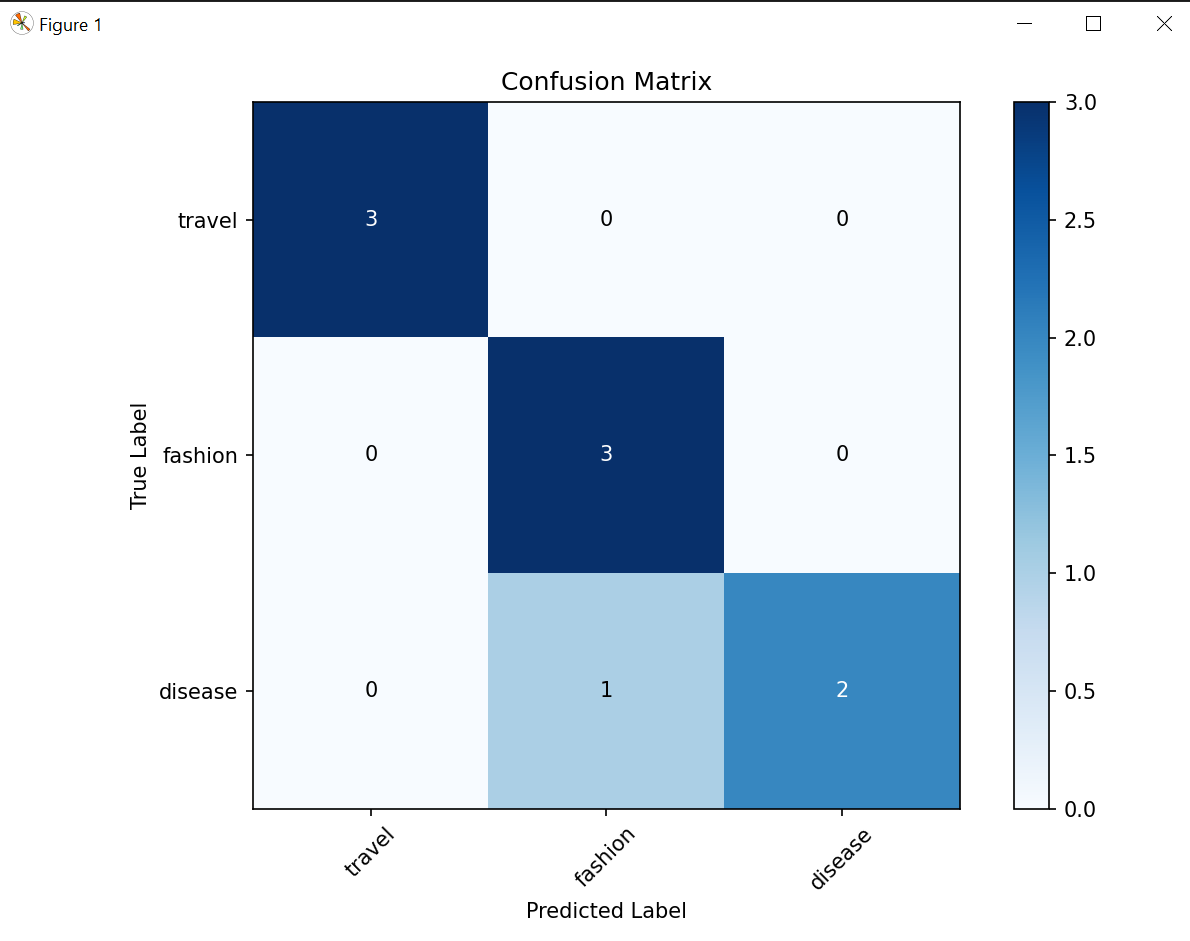 Figure 1
Confusion Matrix
travel 3 0 0
fashion 0 3 0
disease 0 1 2
True Label
travel fashion disease
Predicted Label
3.0
2.5
2.0
1.5
1.0
0.5
0.0